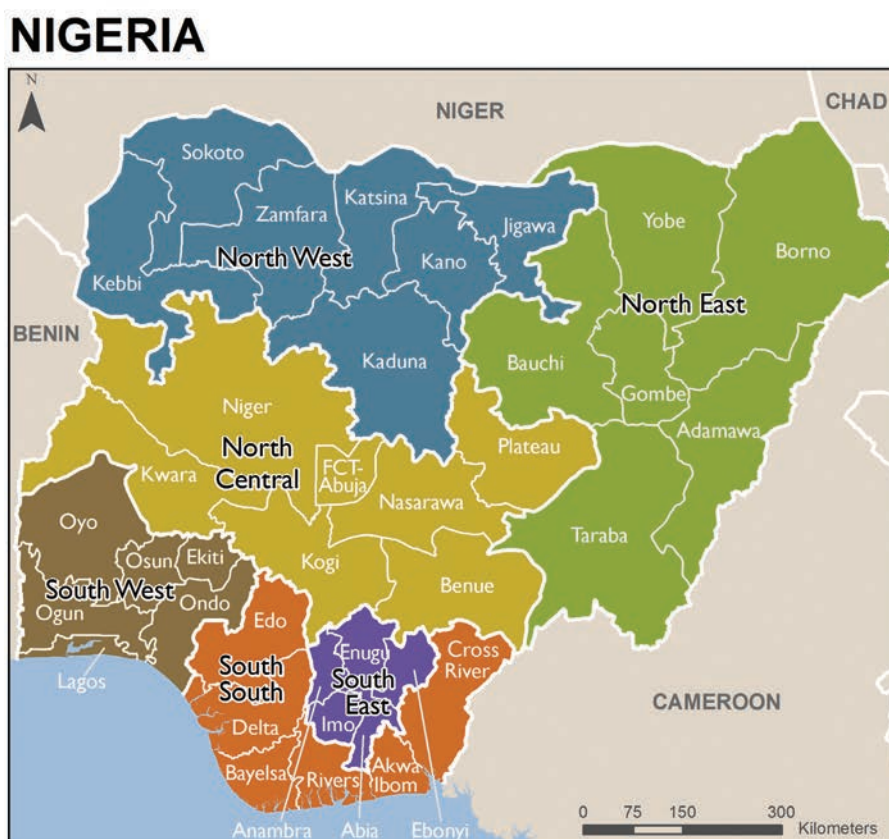 NIGERIA
N
NIGER
CHAD
Sokoto
Katsina
Zamfara
Jigawa
Yobe
Borno
North West
Kano
Kebbi
North East
BENIN
Kaduna
Bauchi
Gombe
Niger
Adamawa
North
Central
Plateau
Kwara
FCT-
Abuja
Nasarawa
Oyo
Taraba
Osun
Ekiti
Kogi
Benue
South West
Ogun
Ondo
Edo
Cross
River
Enugu
South
South
South
East
Lagos
CAMEROON
Delta
Imo
Bayelsa
Rivers
Akwa
Ibom
Anambra
Abia
Ebonyi
0 75 150 300
Kilometers